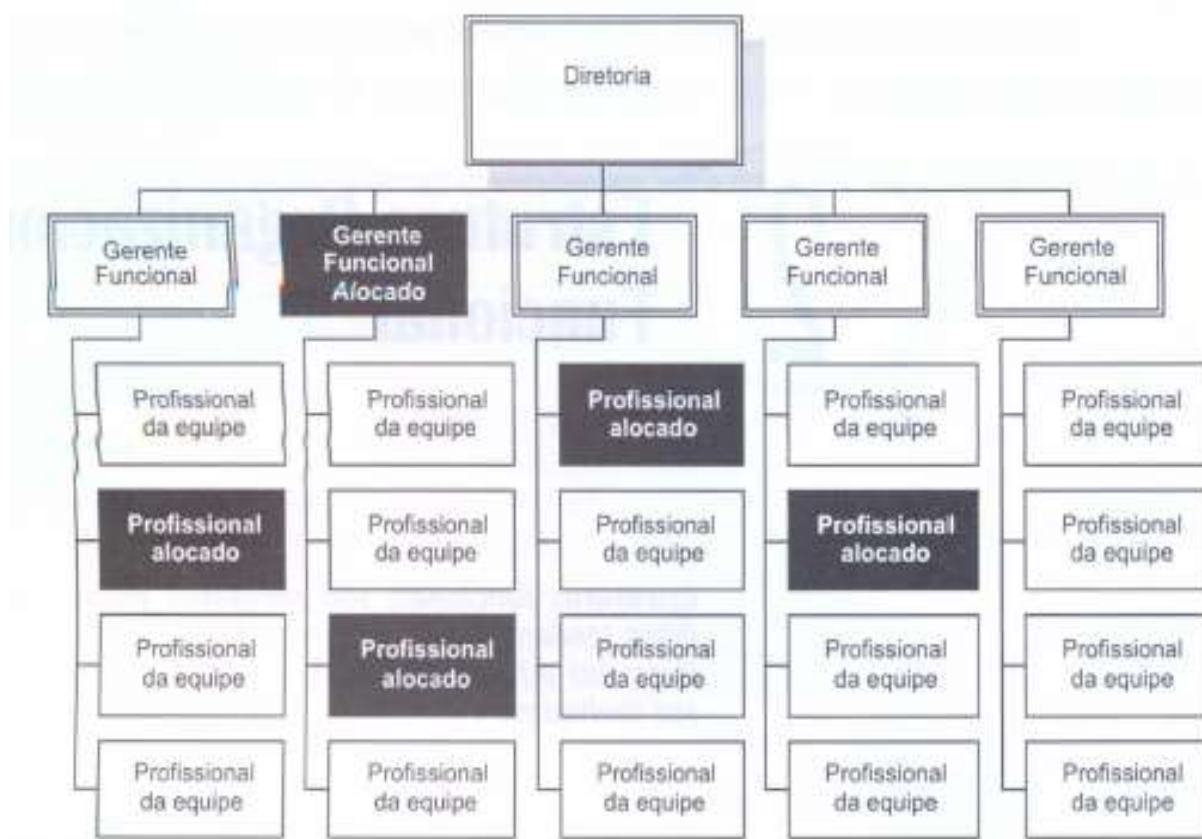 Diretoria
Gerente
Funcional
Gerente
Funcional
Alocado
Gerente
Funcional
Gerente
Funcional
Gerente
Funcional
Profissional
da equipe
Profissional
da equipe
Profissional
alocado
Profissional
da equipe
Profissional
da equipe
Profissional
alocado
Profissional
da equipe
Profissional
da equipe
Profissional
alocado
Profissional
da equipe
Profissional
da equipe
Profissional
alocado
Profissional
da equipe
Profissional
da equipe
Profissional
da equipe
Profissional
da equipe
Profissional
da equipe
Profissional
da equipe
Profissional
da equipe
Profissional
da equipe